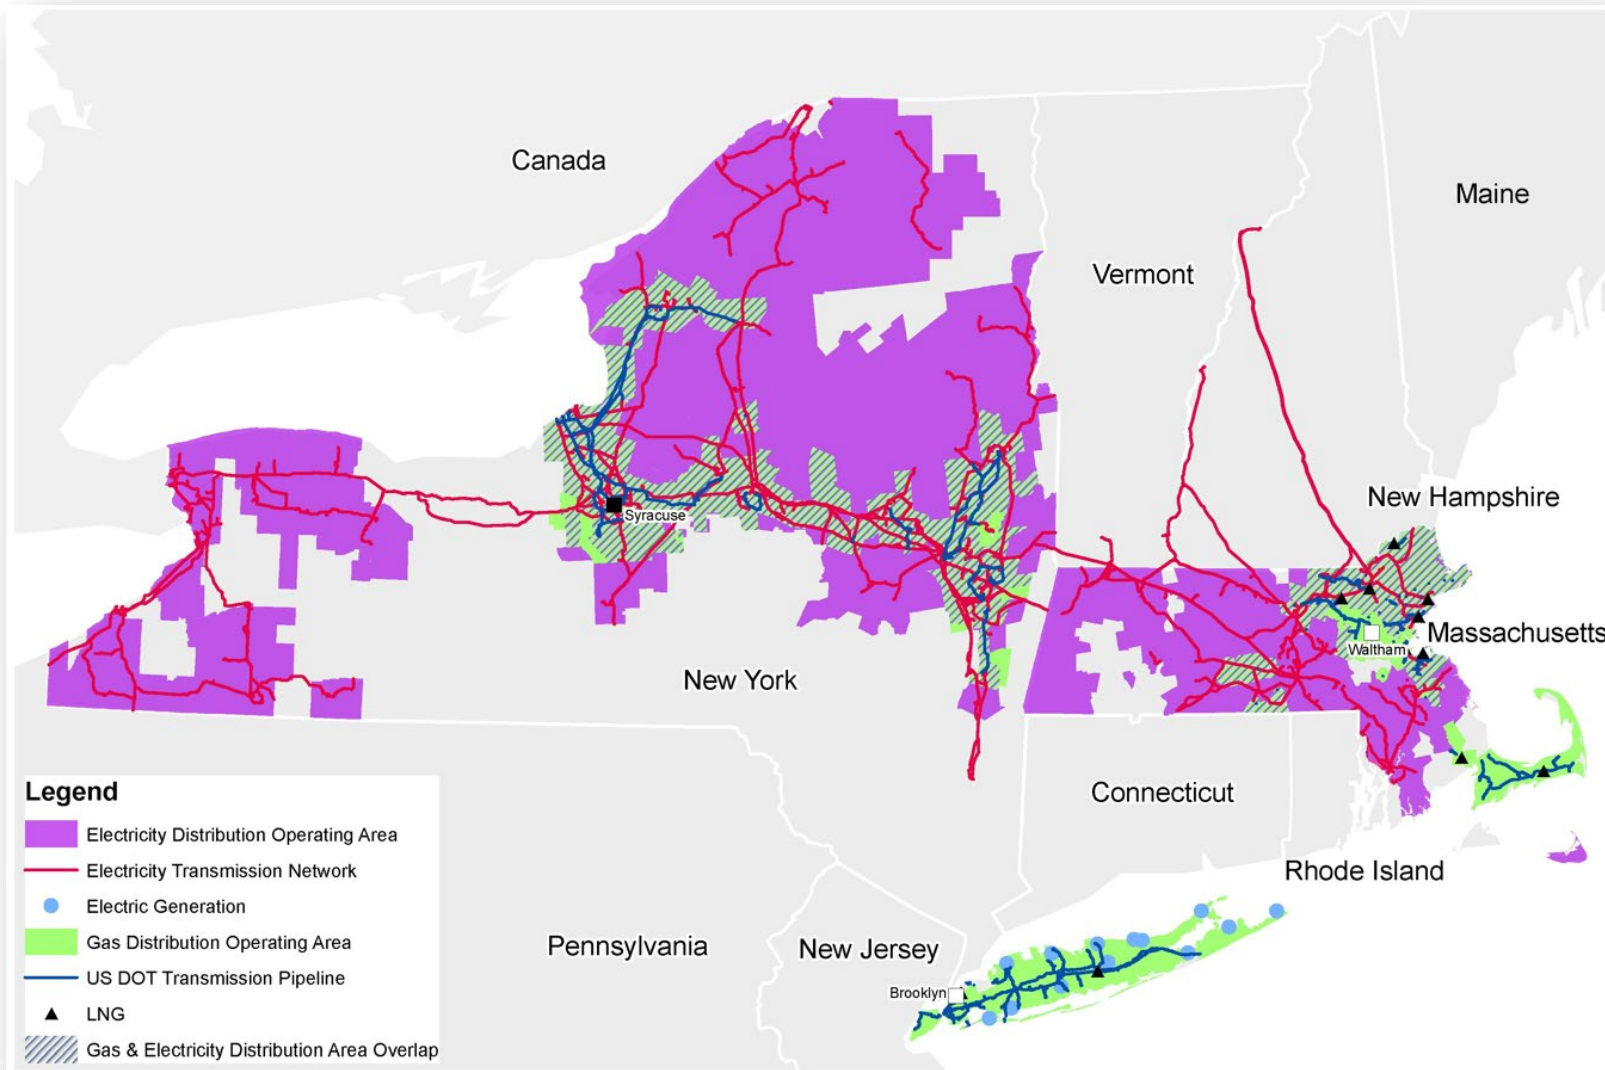 Canada
Maine
Vermont
New Hampshire
Syracuse
Massachusetts
Waltham
New York
Connecticut
Rhode Island
Pennsylvania
New Jersey
Brooklyn
Legend
Electricity Distribution Operating Area
Electricity Transmission Network
Electric Generation
Gas Distribution Operating Area
US DOT Transmission Pipeline
LNG
Gas & Electricity Distribution Area Overlap